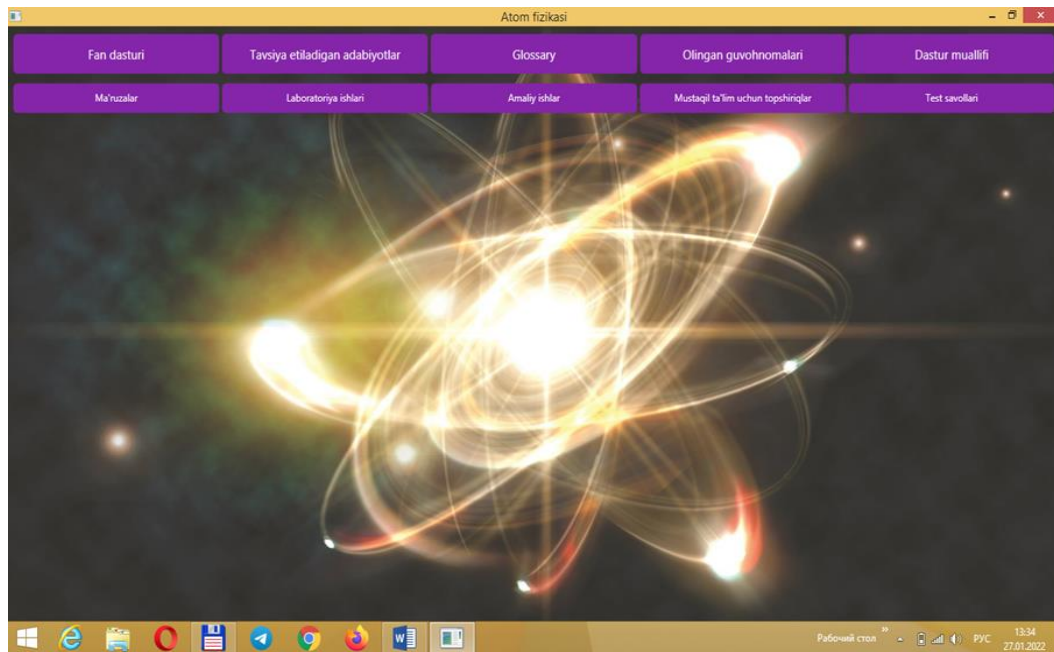 Atom fizikasi
Fan dasturi
Tavsiya etiladigan adabiyotlar
Glossary
Olingan guvohnomalari
Dastur muallifi
Ma'ruzalar
Laboratoriya ishlari
Amaliy ishlar
Mustaqil ta'lim uchun topshiriqlar
Test savollari
Рабочий стол
РУС
13:34
27.01.2022